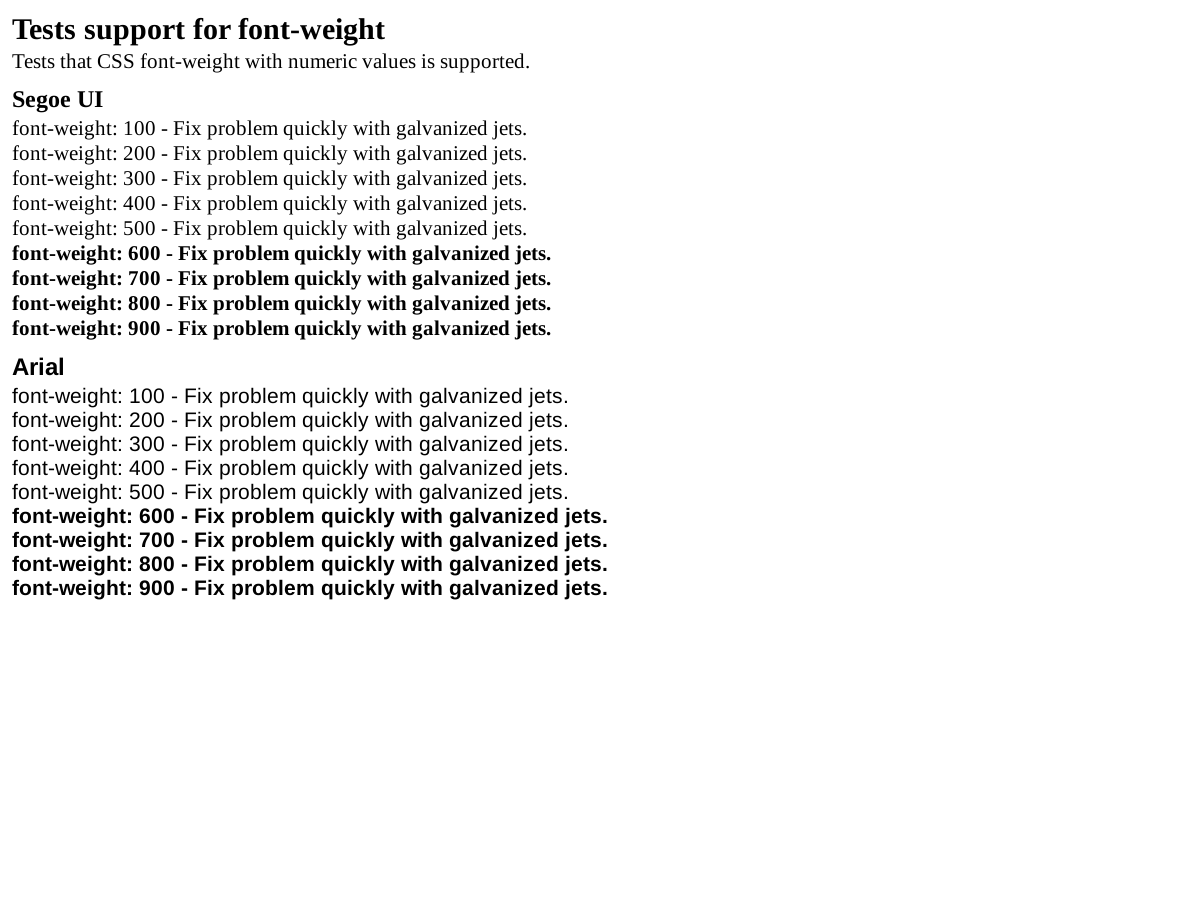 Tests support for font-weight
Tests that CSS font-weight with numeric values is supported.
Segoe UI
font-weight: 100 - Fix problem quickly with galvanized jets.
font-weight: 200 - Fix problem quickly with galvanized jets.
font-weight: 300 - Fix problem quickly with galvanized jets.
font-weight: 400 - Fix problem quickly with galvanized jets.
font-weight: 500 - Fix problem quickly with galvanized jets.
font-weight: 600 - Fix problem quickly with galvanized jets.
font-weight: 700 - Fix problem quickly with galvanized jets.
font-weight: 800 - Fix problem quickly with galvanized jets.
font-weight: 900 - Fix problem quickly with galvanized jets.
Arial
font-weight: 100 - Fix problem quickly with galvanized jets.
font-weight: 200 - Fix problem quickly with galvanized jets.
font-weight: 300 - Fix problem quickly with galvanized jets.
font-weight: 400 - Fix problem quickly with galvanized jets.
font-weight: 500 - Fix problem quickly with galvanized jets.
font-weight: 600 - Fix problem quickly with galvanized jets.
font-weight: 700 - Fix problem quickly with galvanized jets.
font-weight: 800 - Fix problem quickly with galvanized jets.
font-weight: 900 - Fix problem quickly with galvanized jets.